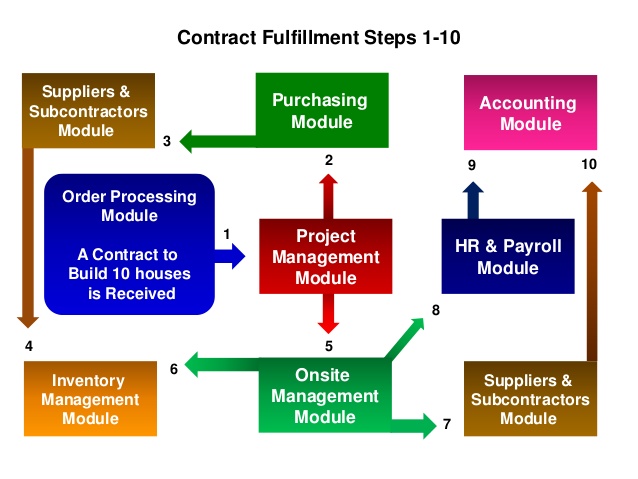 Contract Fulfillment Steps 1-10
Suppliers &
Subcontractors
Module
3
Purchasing
Module
2
Accounting
Module
9
10
Order Processing
Module
A Contract to
Build 10 houses
is Received
1
Project
Management
Module
HR & Payroll
Module
4
5
8
Inventory
Management
Module
6
Onsite
Management
Module
7
Suppliers &
Subcontractors
Module